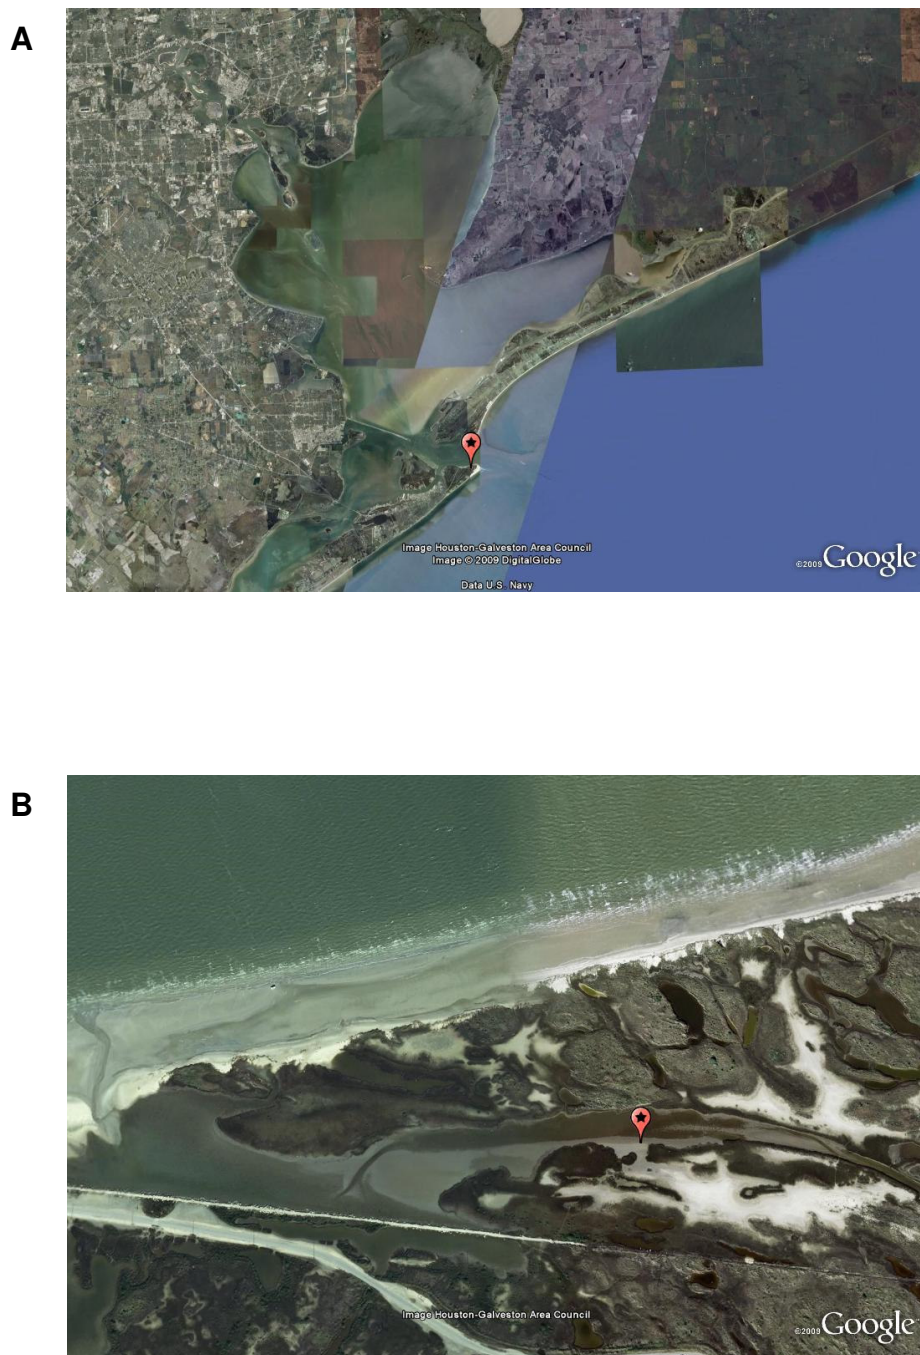 A
Image Houston-Galveston Area Council
Image © 2009 DigitalGlobe
Data U.S. Navy
©2009 Google
B
Image Houston-Galveston Area Council
©2009 Google